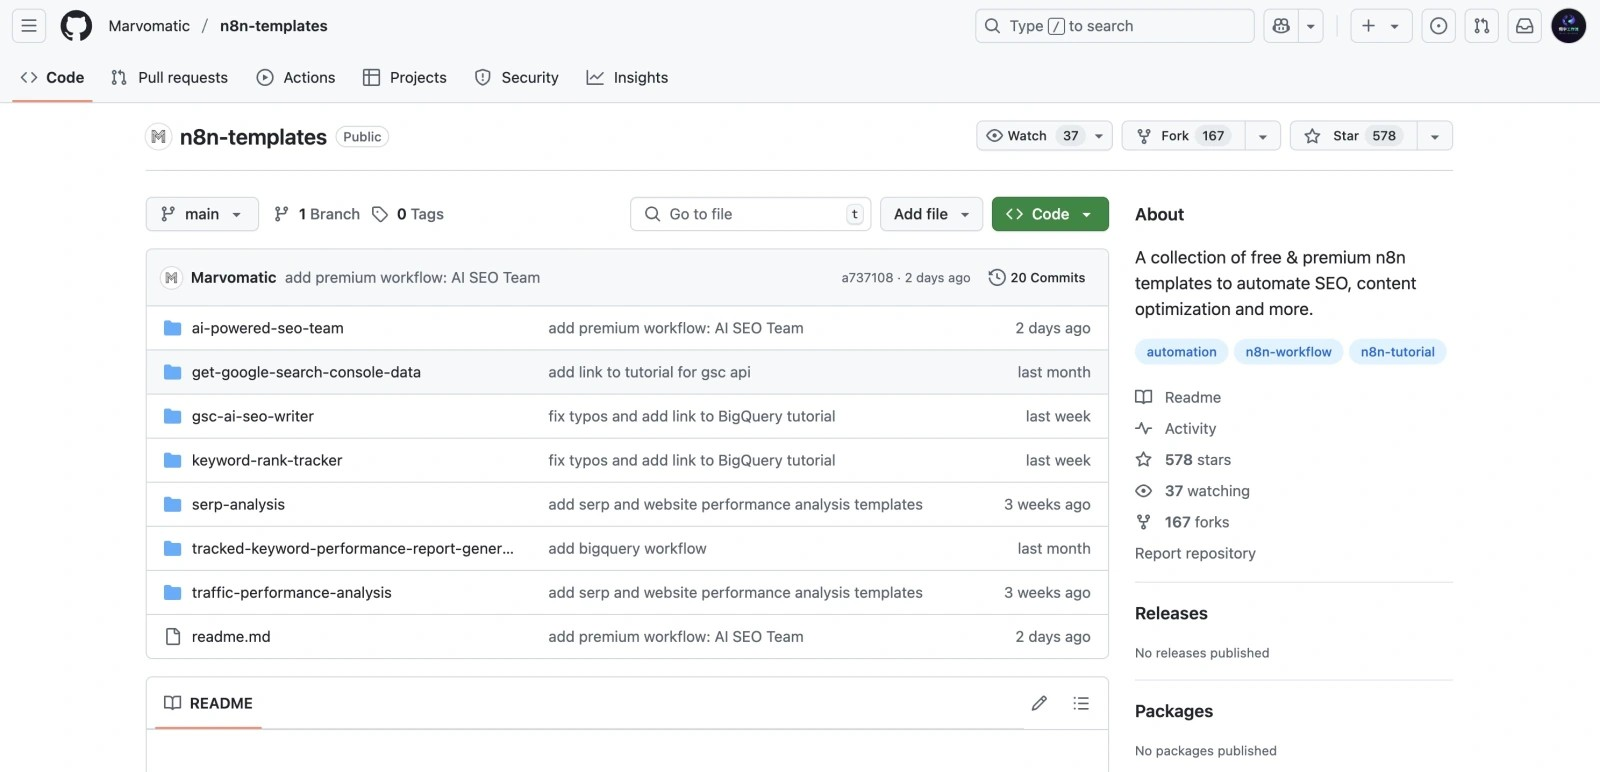 Marvomatic / n8n-templates
Type / to search
Code
Pull requests
Actions
Projects
Security
Insights
n8n-templates
Public
Watch 37
Fork 167
Star 578
main
1 Branch
0 Tags
Go to file
t
Add file
Code
Marvomatic add premium workflow: AI SEO Team
a737108 · 2 days ago
20 Commits
ai-powered-seo-team add premium workflow: AI SEO Team 2 days ago
get-google-search-console-data add link to tutorial for gsc api last month
gsc-ai-seo-writer fix typos and add link to BigQuery tutorial last week
keyword-rank-tracker fix typos and add link to BigQuery tutorial last week
serp-analysis add serp and website performance analysis templates 3 weeks ago
tracked-keyword-performance-report-gener... add bigquery workflow last month
traffic-performance-analysis add serp and website performance analysis templates 3 weeks ago
readme.md add premium workflow: AI SEO Team 2 days ago
README
About
A collection of free & premium n8n
templates to automate SEO, content
optimization and more.
automation n8n-workflow n8n-tutorial
Readme
Activity
578 stars
37 watching
167 forks
Report repository
Releases
No releases published
Packages
No packages published